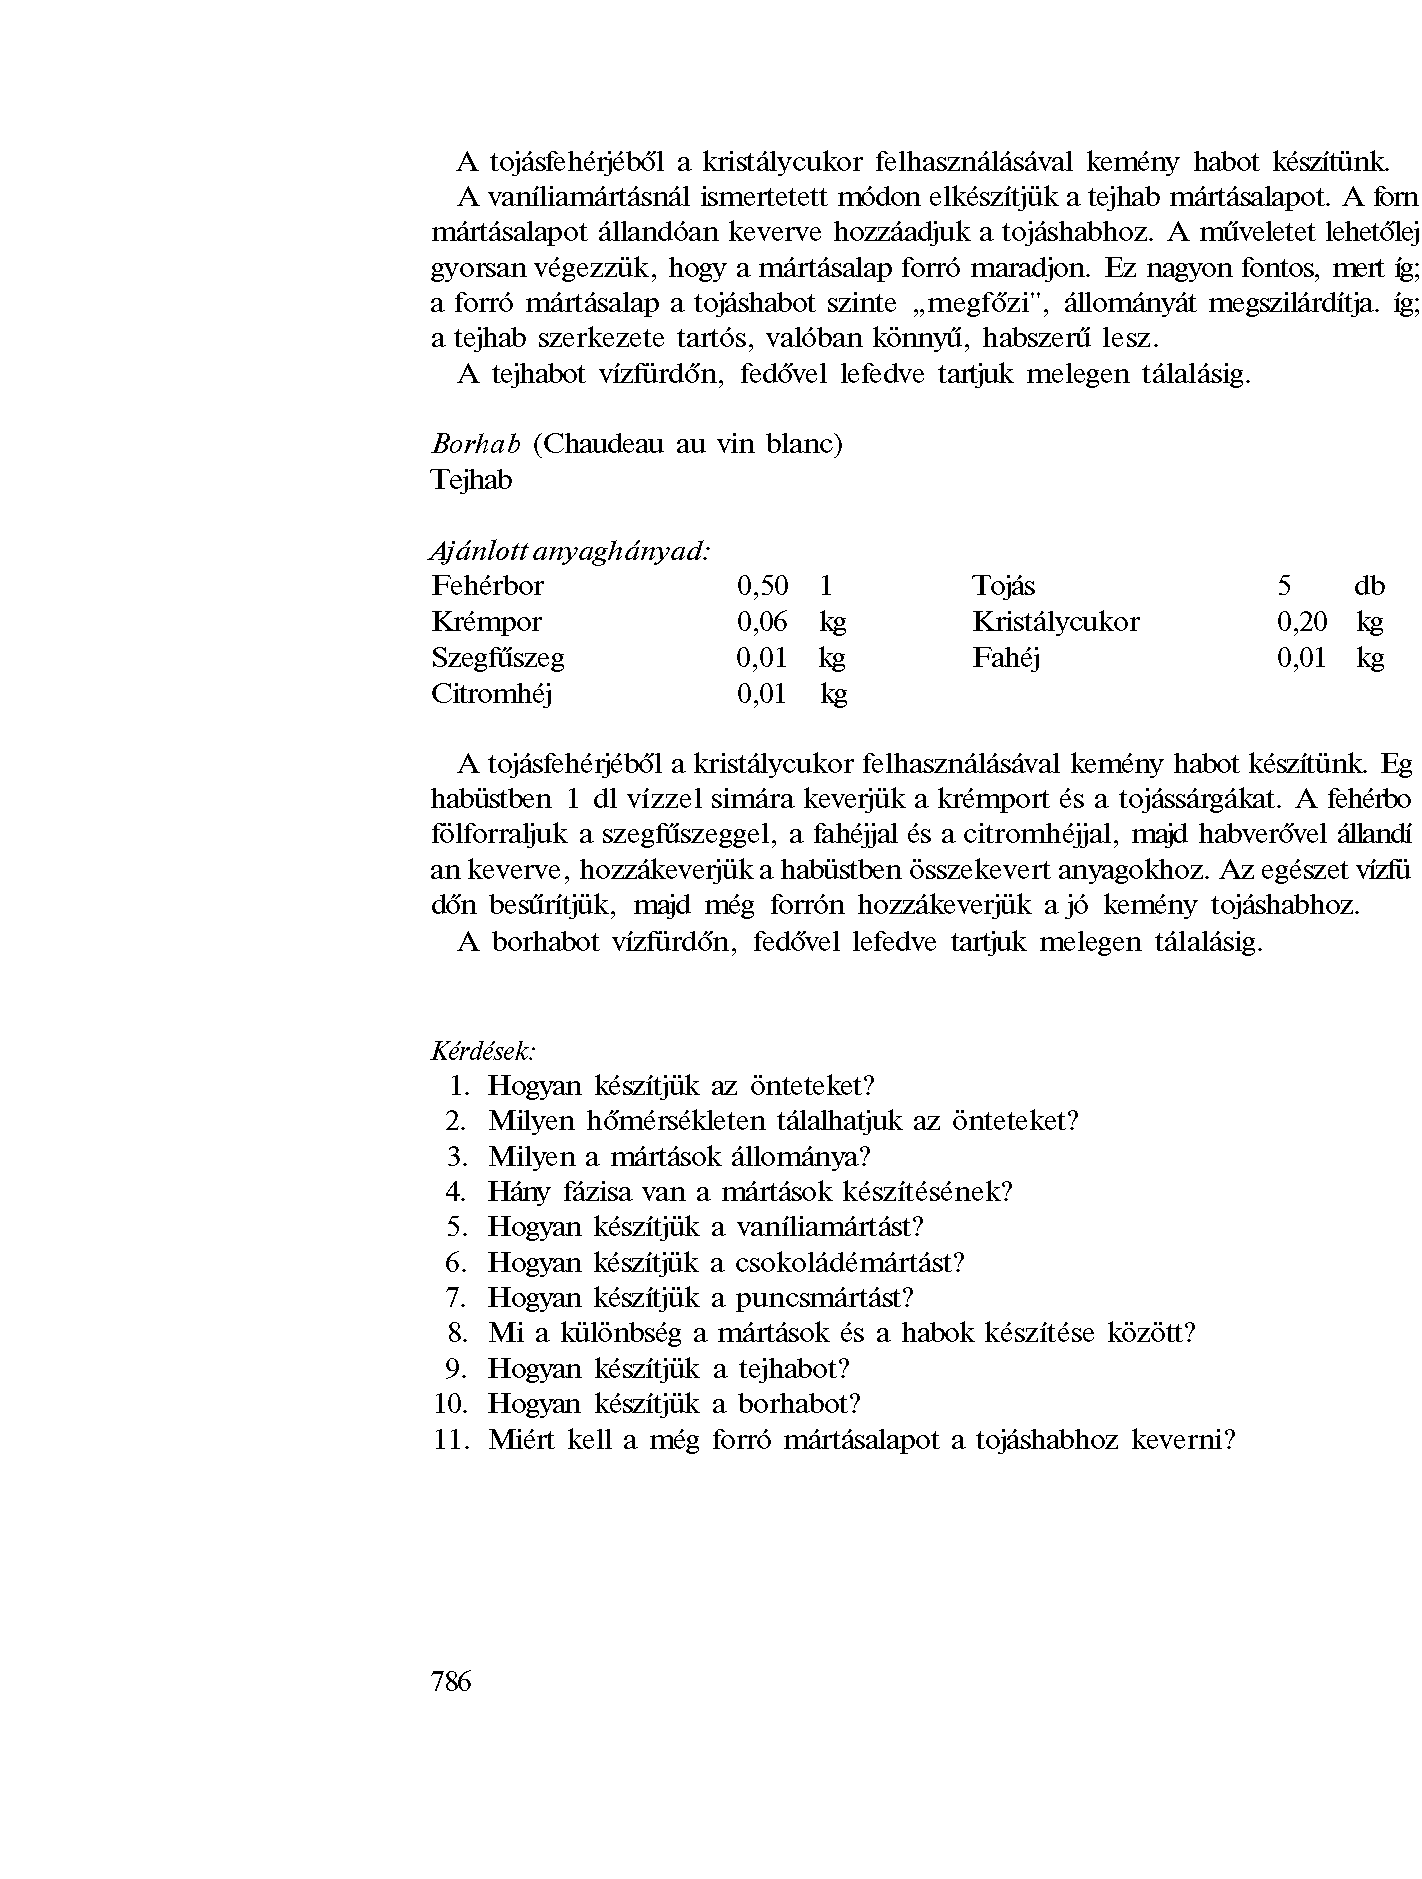 A tojásfehérjéből a kristálycukor felhasználásával kemény habot készítünk.
A vaníliamártásnál ismertetett módon elkészítjük a tejhab mártásalapot. A forn
mártásalapot állandóan keverve hozzáadjuk a tojáshabhoz. A műveletet lehetőlej
gyorsan végezzük, hogy a mártásalap forró maradjon. Ez nagyon fontos, mert íg;
a forró mártásalap a tojáshabot szinte „megfőzi", állományát megszilárdítja. íg;
a tejhab szerkezete tartós, valóban könnyű, habszerű lesz.
A tejhabot vízfürdőn, fedővel lefedve tartjuk melegen tálalásig.
Borhab (Chaudeau au vin blanc)
Tejhab
Ajánlott anyaghányad:
Fehérbor 0,50 1 Tojás 5 db
Krémpor 0,06 kg Kristálycukor 0,20 kg
Szegfűszeg 0,01 kg Fahéj 0,01 kg
Citromhéj 0,01 kg
A tojásfehérjéből a kristálycukor felhasználásával kemény habot készítünk. Eg
habüstben 1 dl vízzel simára keverjük a krémport és a tojássárgákat. A fehérbo
fölforraljuk a szegfűszeggel, a fahéjjal és a citromhéjjal, majd habverővel állandí
an keverve, hozzákeverjük a habüstben összekevert anyagokhoz. Az egészet vízfü
dőn besűrítjük, majd még forrón hozzákeverjük a jó kemény tojáshabhoz.
A borhabot vízfürdőn, fedővel lefedve tartjuk melegen tálalásig.
Kérdések:
1. Hogyan készítjük az önteteket?
2. Milyen hőmérsékleten tálalhatjuk az önteteket?
3. Milyen a mártások állománya?
4. Hány fázisa van a mártások készítésének?
5. Hogyan készítjük a vaníliamártást?
6. Hogyan készítjük a csokoládémártást?
7. Hogyan készítjük a puncsmártást?
8. Mi a különbség a mártások és a habok készítése között?
9. Hogyan készítjük a tejhabot?
10. Hogyan készítjük a borhabot?
11. Miért kell a még forró mártásalapot a tojáshabhoz keverni?
786